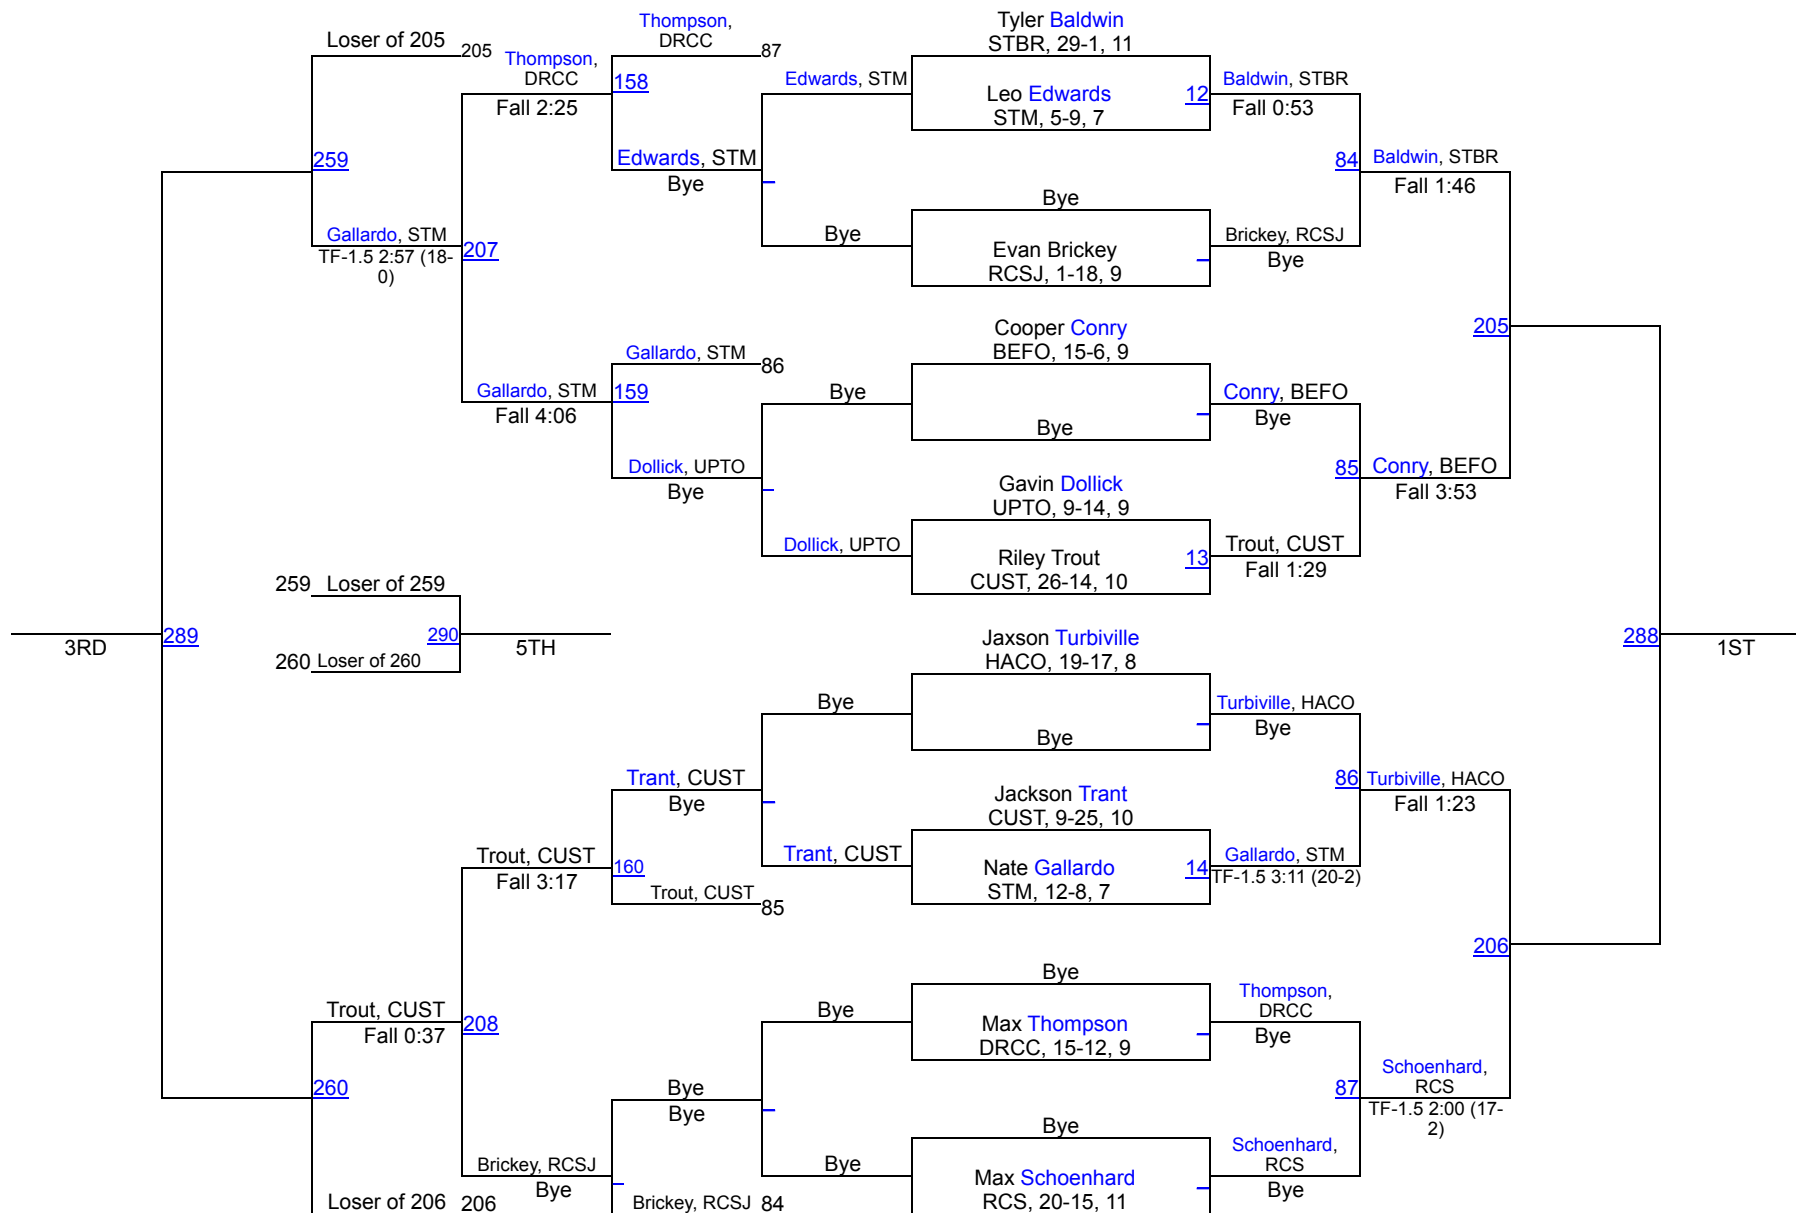 Tyler Baldwin
STBR, 29-1, 11
Thompson,
DRCC
87
Loser of 205
205
Thompson,
DRCC
Fall 2:25
158
Edwards, STM
Leo Edwards
STM, 5-9, 7
12
Baldwin, STBR
Fall 0:53
259
Edwards, STM
Bye
84
Baldwin, STBR
Fall 1:46
Bye
Gallardo, STM
TF-1.5 2:57 (18-
0)
207
Bye
Evan Brickey
RCSJ, 1-18, 9
Brickey, RCSJ
Bye
Cooper Conry
BEFO, 15-6, 9
205
Gallardo, STM
86
Gallardo, STM
Fall 4:06
159
Bye
Bye
Conry, BEFO
Bye
Dollick, UPTO
Bye
Gavin Dollick
UPTO, 9-14, 9
85
Conry, BEFO
Fall 3:53
Dollick, UPTO
Riley Trout
CUST, 26-14, 10
13
Trout, CUST
Fall 1:29
259
Loser of 259
3RD
289
290
5TH
260
Loser of 260
Jaxson Turbiville
HACO, 19-17, 8
288
1ST
Bye
Bye
Turbiville, HACO
Bye
Trant, CUST
Bye
Jackson Trant
CUST, 9-25, 10
86
Turbiville, HACO
Fall 1:23
Trout, CUST
Fall 3:17
160
Trant, CUST
Nate Gallardo
STM, 12-8, 7
14
Gallardo, STM
TF-1.5 3:11 (20-2)
Trout, CUST
85
206
Bye
Trout, CUST
Fall 0:37
208
Bye
Max Thompson
DRCC, 15-12, 9
Thompson,
DRCC
Bye
260
Bye
Bye
87
Schoenhard,
RCS
TF-1.5 2:00 (17-
2)
Bye
Brickey, RCSJ
Bye
Bye
Max Schoenhard
RCS, 20-15, 11
Schoenhard,
RCS
Bye
Loser of 206
206
Brickey, RCSJ
84